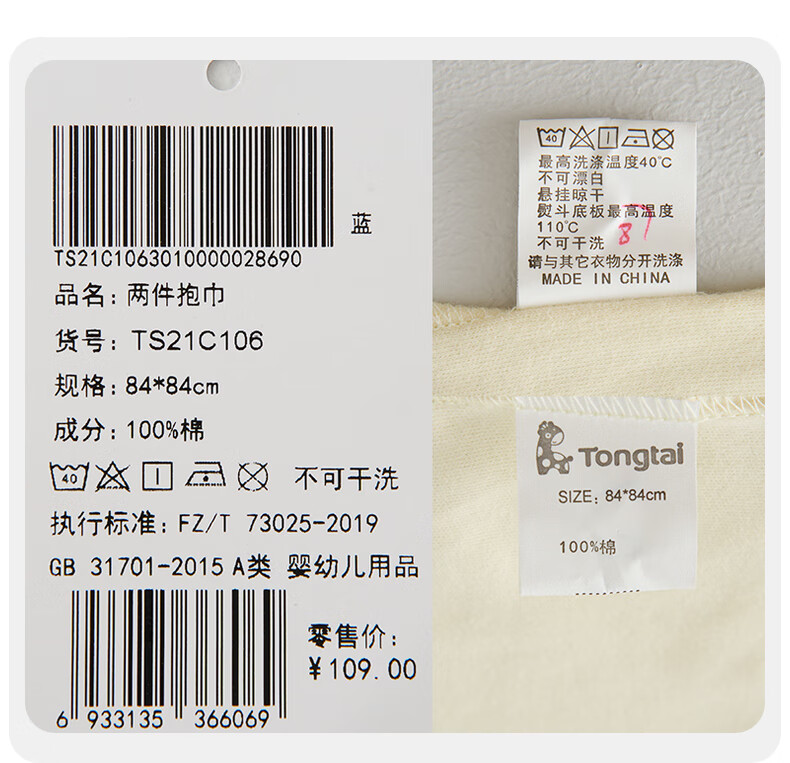 蓝
TS21C1063010000028690
品名：两件抱巾
货号：TS21C106
规格：84*84cm
成分：100%棉
40 不可干洗
执行标准：FZ/T 73025-2019
GB 31701-2015 A类 婴幼儿用品
零售价：
¥109.00
6 933135 366069
40
最高洗涤温度40℃
不可漂白
悬挂晾干
熨斗底板最高温度
110℃
不可干洗
请与其它衣物分开洗涤
MADE IN CHINA
87
Tongtai
SIZE: 84*84cm
100%棉